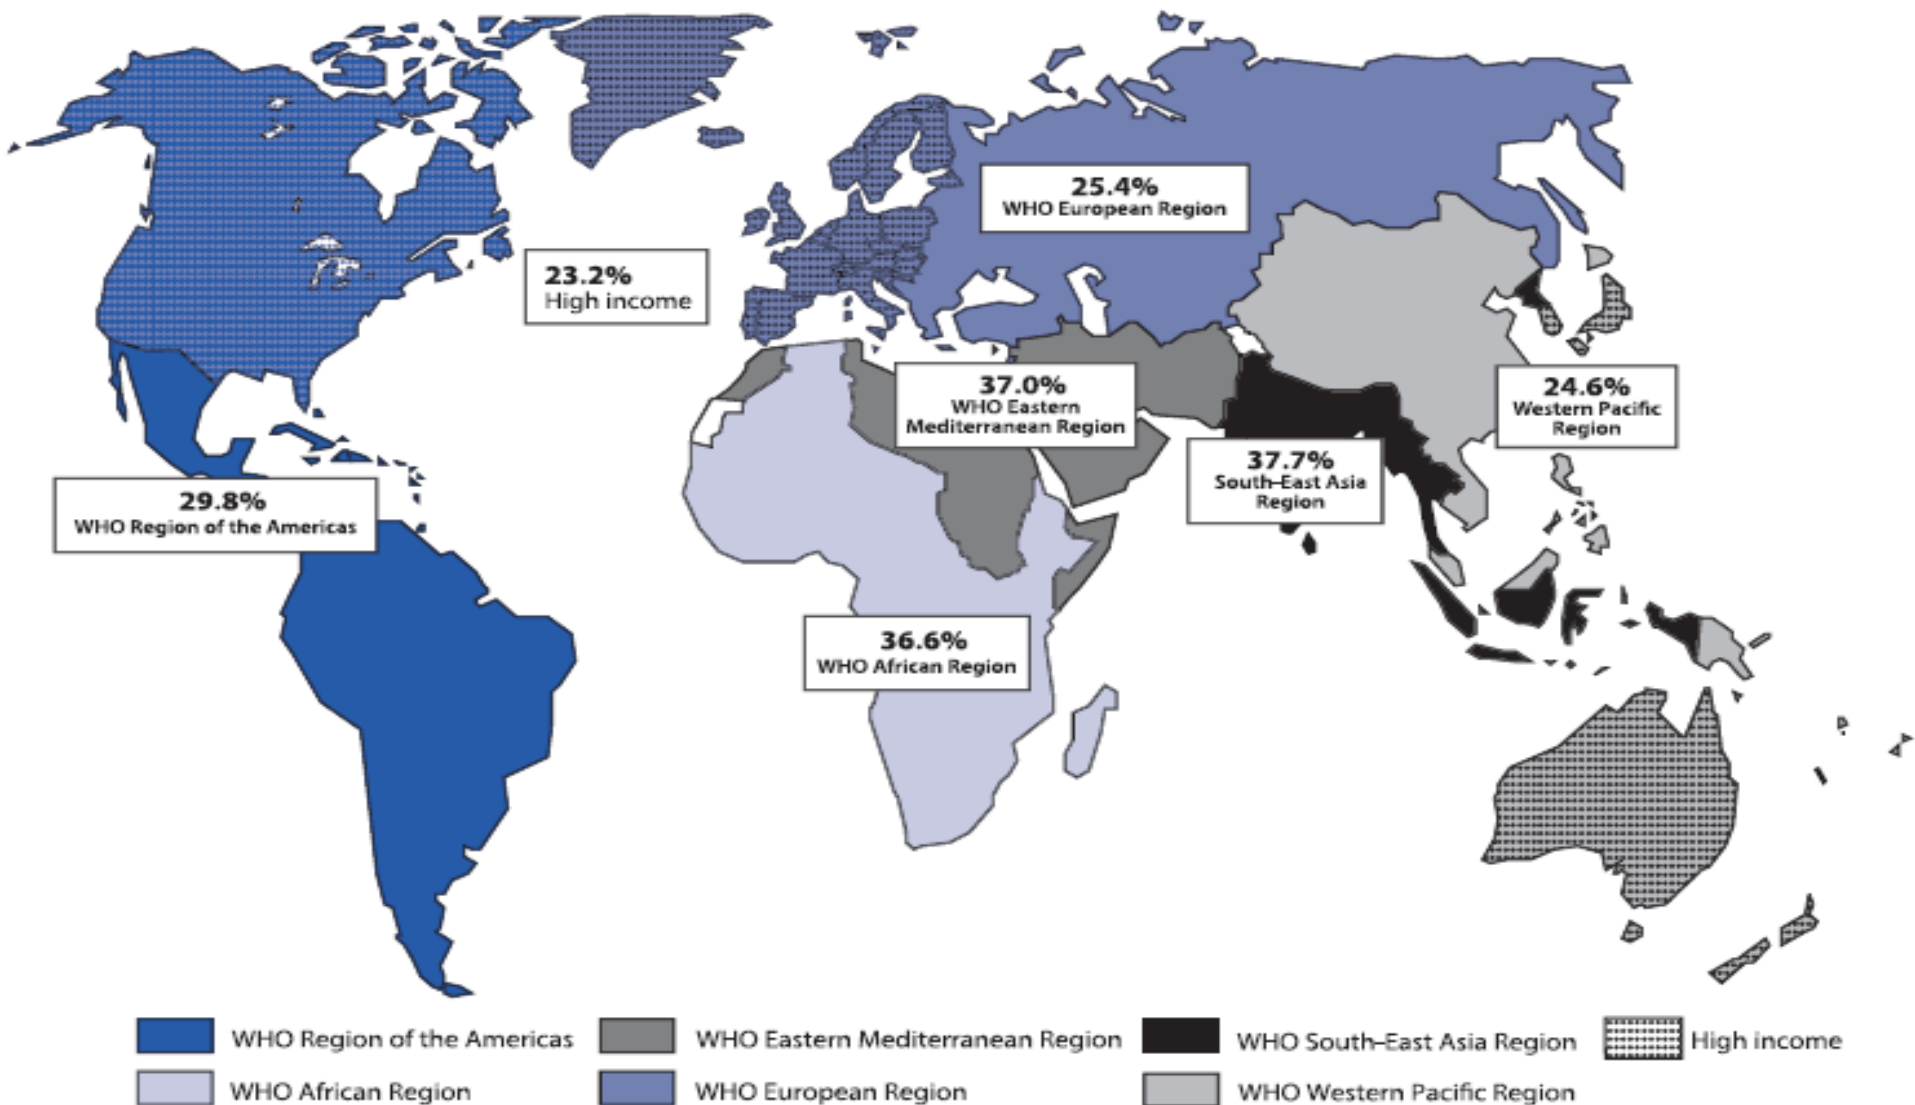 25.4%
WHO European Region
23.2%
High income
37.0%
WHO Eastern
Mediterranean Region
24.6%
Western Pacific
Region
37.7%
South-East Asia
Region
29.8%
WHO Region of the Americas
36.6%
WHO African Region
WHO Region of the Americas
WHO Eastern Mediterranean Region
WHO South-East Asia Region
High income
WHO African Region
WHO European Region
WHO Western Pacific Region